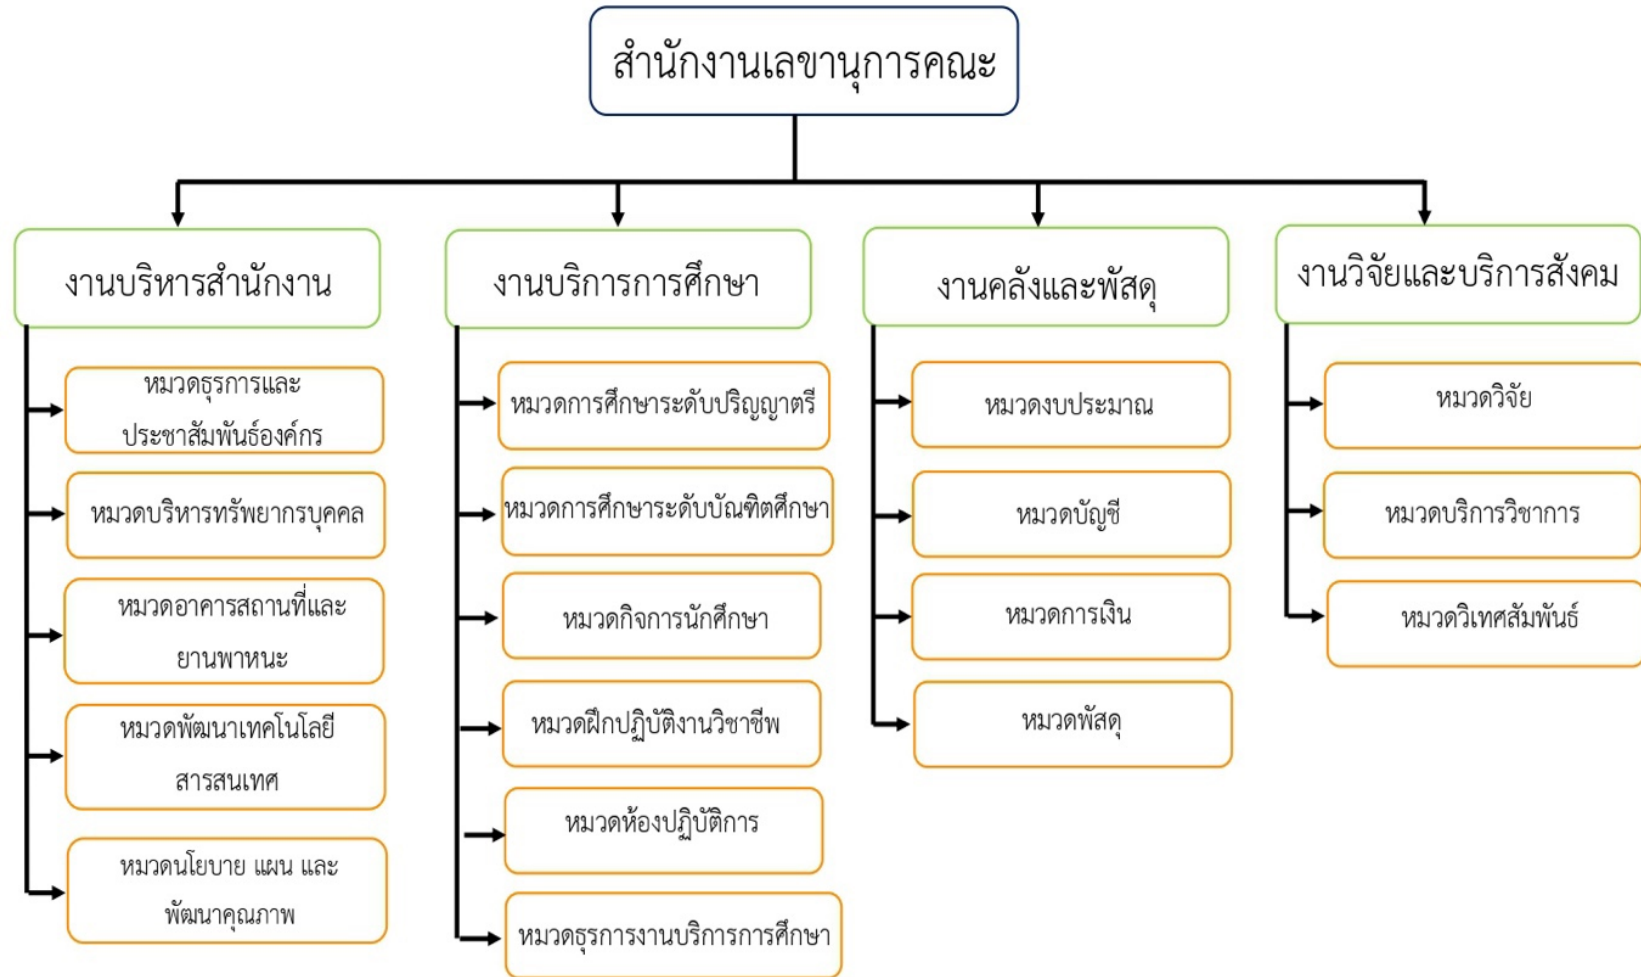 สำนักงานเลขานุการคณะ
งานบริหารสำนักงาน
หมวดธุรการและ
ประชาสัมพันธ์องค์กร
หมวดบริหารทรัพยากรบุคคล
หมวดอาคารสถานที่และ
ยานพาหนะ
หมวดพัฒนาเทคโนโลยี
สารสนเทศ
หมวดนโยบาย แผน และ
พัฒนาคุณภาพ
งานบริการการศึกษา
หมวดการศึกษาระดับปริญญาตรี
หมวดการศึกษาระดับบัณฑิตศึกษา
หมวดกิจการนักศึกษา
หมวดฝึกปฏิบัติงานวิชาชีพ
หมวดห้องปฏิบัติการ
หมวดธุรการงานบริการการศึกษา
งานคลังและพัสดุ
หมวดงบประมาณ
หมวดบัญชี
หมวดการเงิน
หมวดพัสดุ
งานวิจัยและบริการสังคม
หมวดวิจัย
หมวดบริการวิชาการ
หมวดวิเทศสัมพันธ์